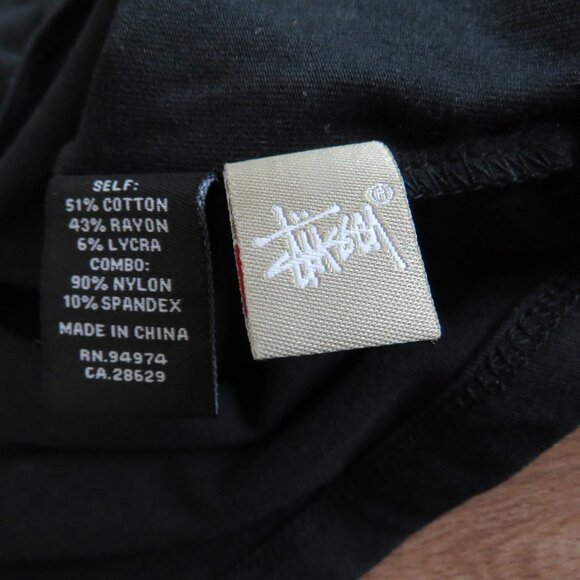 SELF:
51% COTTON
43% RAYON
6% LYCRA
COMBO:
90% NYLON
10% SPANDEX
MADE IN CHINA
RN.94974
CA.28629
Stüssy ®